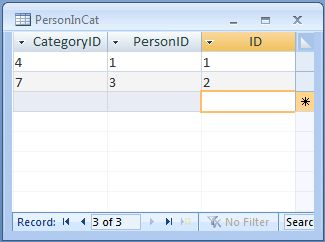 PersonInCat
CategoryID PersonID ID
4 1 1
7 3 2
Record: 3 of 3 No Filter Searc